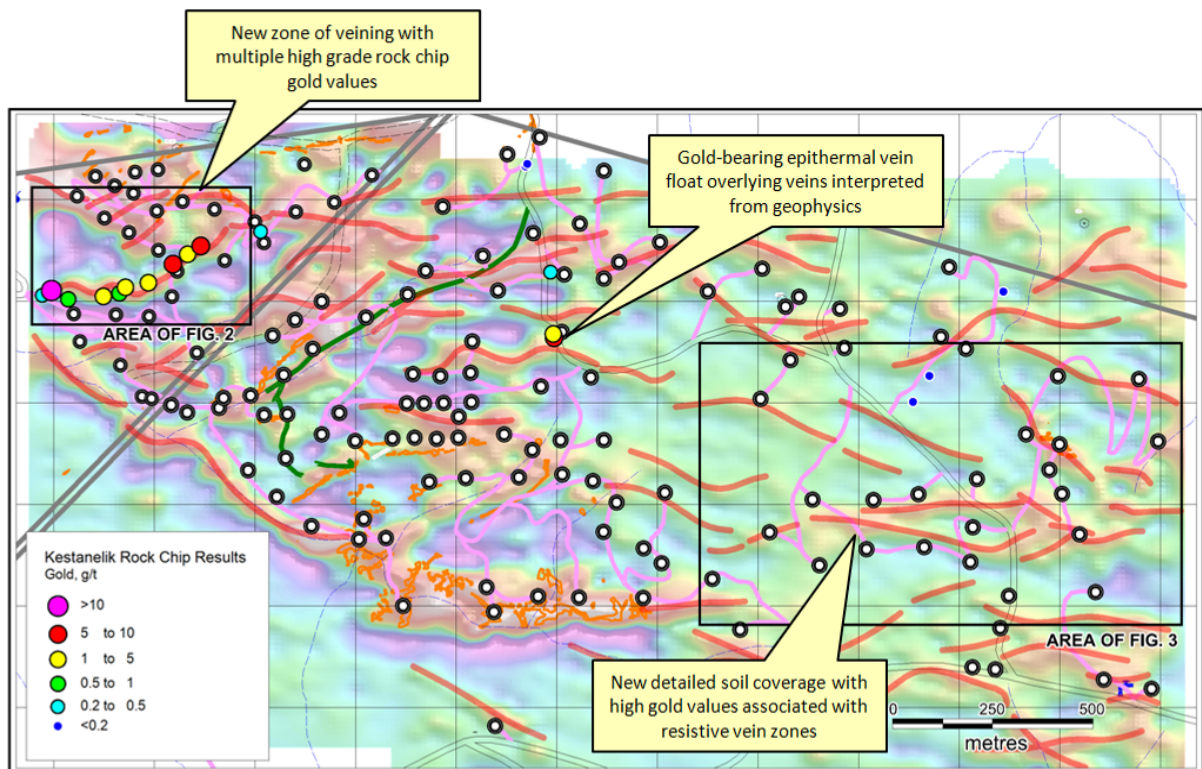 New zone of veining with
multiple high grade rock chip
gold values
Gold-bearing epithermal vein
float overlying veins interpreted
from geophysics
AREA OF FIG. 2
Kestanelik Rock Chip Results
Gold, g/t
>10
5 to 10
1 to 5
0.5 to 1
0.2 to 0.5
<0.2
AREA OF FIG. 3
New detailed soil coverage with
high gold values associated with
resistive vein zones
0 250 500
metres